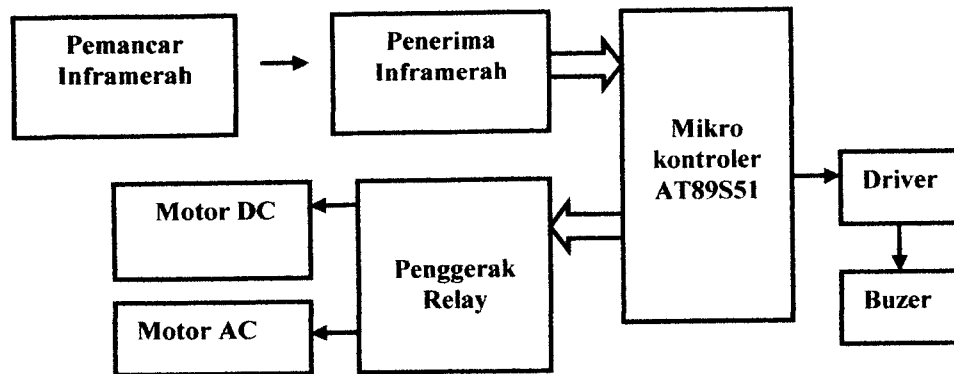 Pemancar
Inframerah
Penerima
Inframerah
Mikro
kontroler
AT89S51
Driver
Buzer
Motor DC
Penggerak
Relay
Motor AC